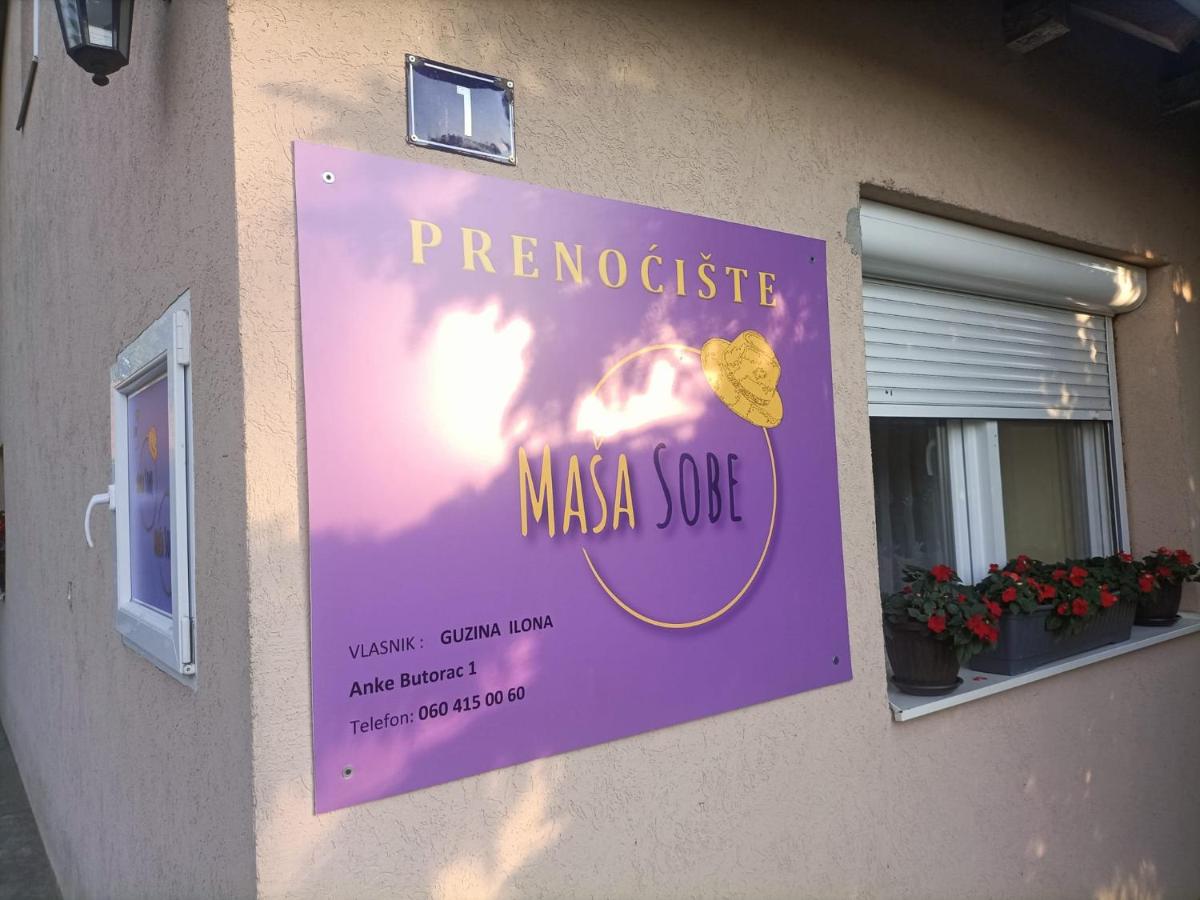 1
PRENOĆIŠTE
MAŠA SOBE
VLASNIK : GUZINA ILONA
Anke Butorac 1
Telefon: 060 415 00 60